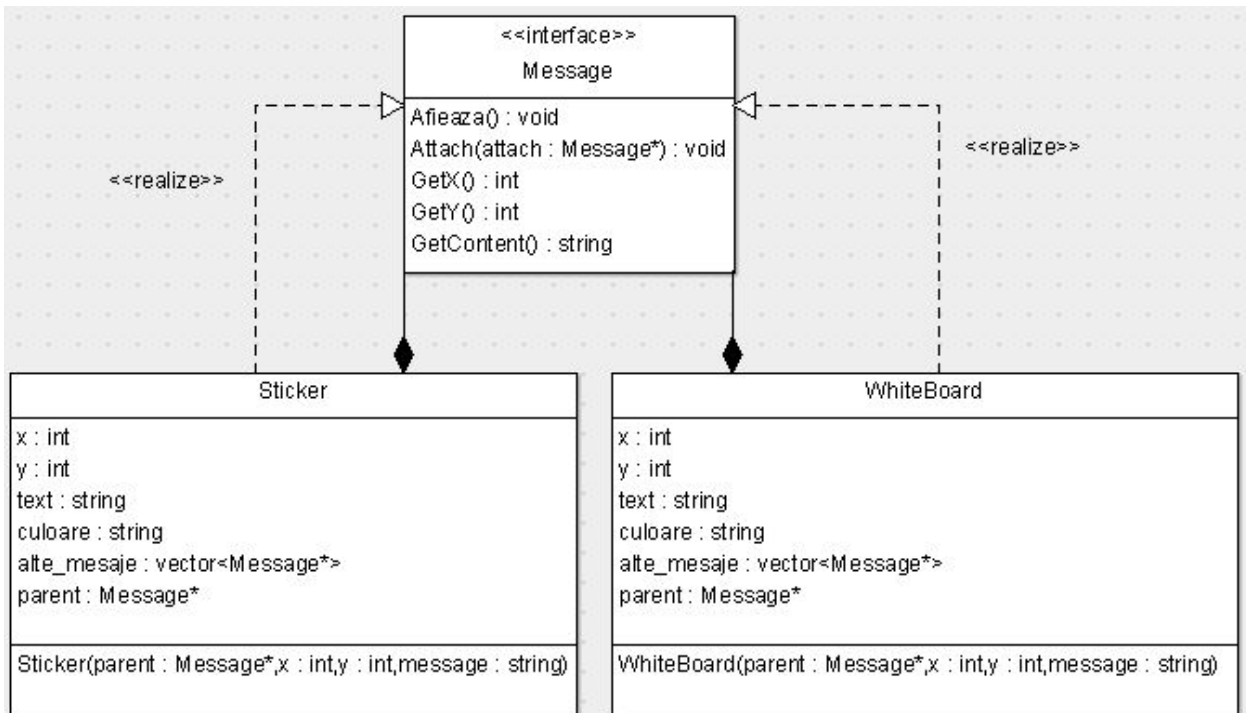 <<interface>>
Message
Afieaza() : void
Attach(attach : Message*) : void
GetX() : int
GetY() : int
GetContent() : string
<<realize>>
<<realize>>
Sticker
x : int
y : int
text : string
culoare : string
alte_mesaje : vector<Message*>
parent : Message*
Sticker(parent : Message*,x : int,y : int,message : string)
WhiteBoard
x : int
y : int
text : string
culoare : string
alte_mesaje : vector<Message*>
parent : Message*
WhiteBoard(parent : Message*,x : int,y : int,message : string)